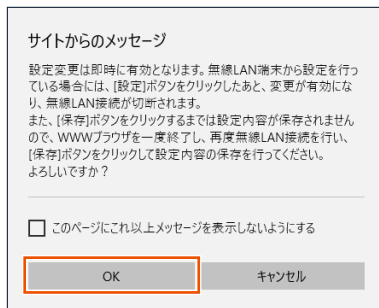 サイトからのメッセージ
設定変更は即時に有効となります。無線LAN端末から設定を行っ
ている場合には、[設定]ボタンをクリックしたあと、変更が有効にな
り、無線LAN接続が切断されます。
また、[保存]ボタンをクリックするまでは設定内容が保存されません
ので、WWWブラウザを一度終了し、再度無線LAN接続を行い、
[保存]ボタンをクリックして設定内容の保存を行ってください。
よろしいですか？
このページにこれ以上メッセージを表示しないようにする
OK
キャンセル